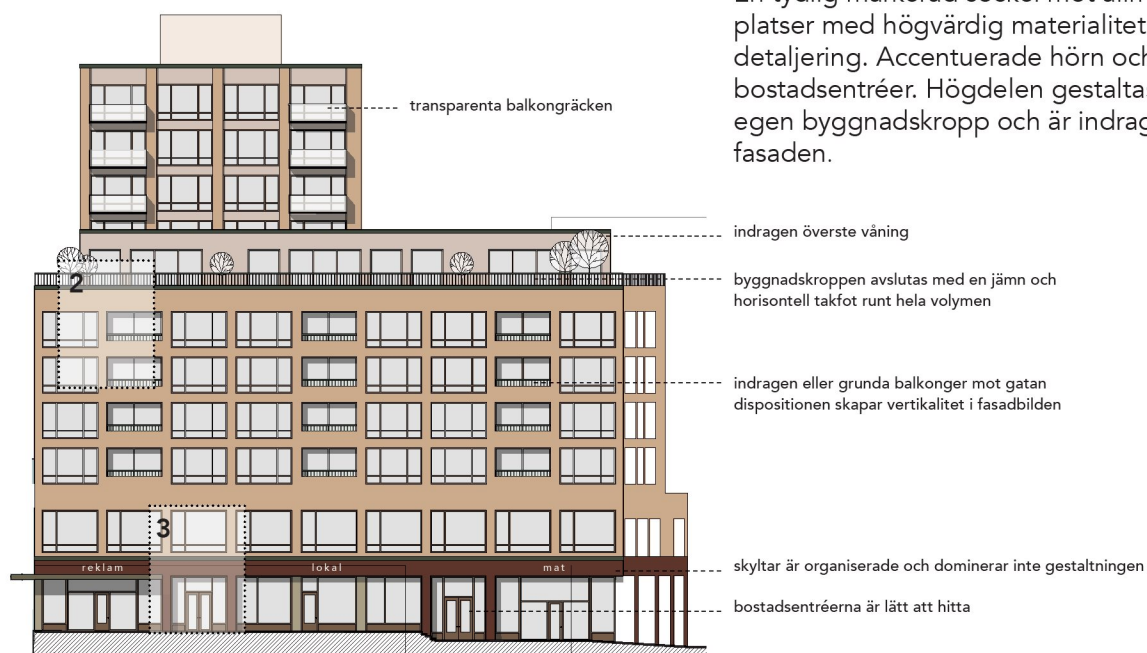 platser med högvärdig materialitet
detaljering. Accentuerade hörn och
bostadsentréer. Högdelen gestalta
egen byggnadskropp och är indrag
fasaden.
transparenta balkongräcken
indragen överste våning
byggnadskroppen avslutas med en jämn och
horisontell takfot runt hela volymen
2
indragen eller grunda balkonger mot gatan
dispositionen skapar vertikalitet i fasadbilden
3
reklam
lokal
mat
skyltar är organiserade och dominerar inte gestaltningen
bostadsentréerna är lätt att hitta